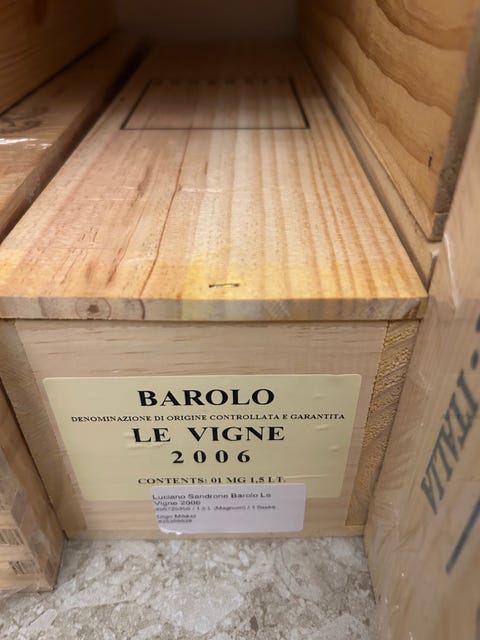 BAROLO
DENOMINAZIONE DI ORIGINE CONTROLLATA E GARANTITA
LE VIGNE
2006
CONTENTS: 01 MG 1,5 LT.
Luciano Sandrone Barolo Le
Vigne 2006
/ 1.5 L (Magnum) / 1
ITALIA